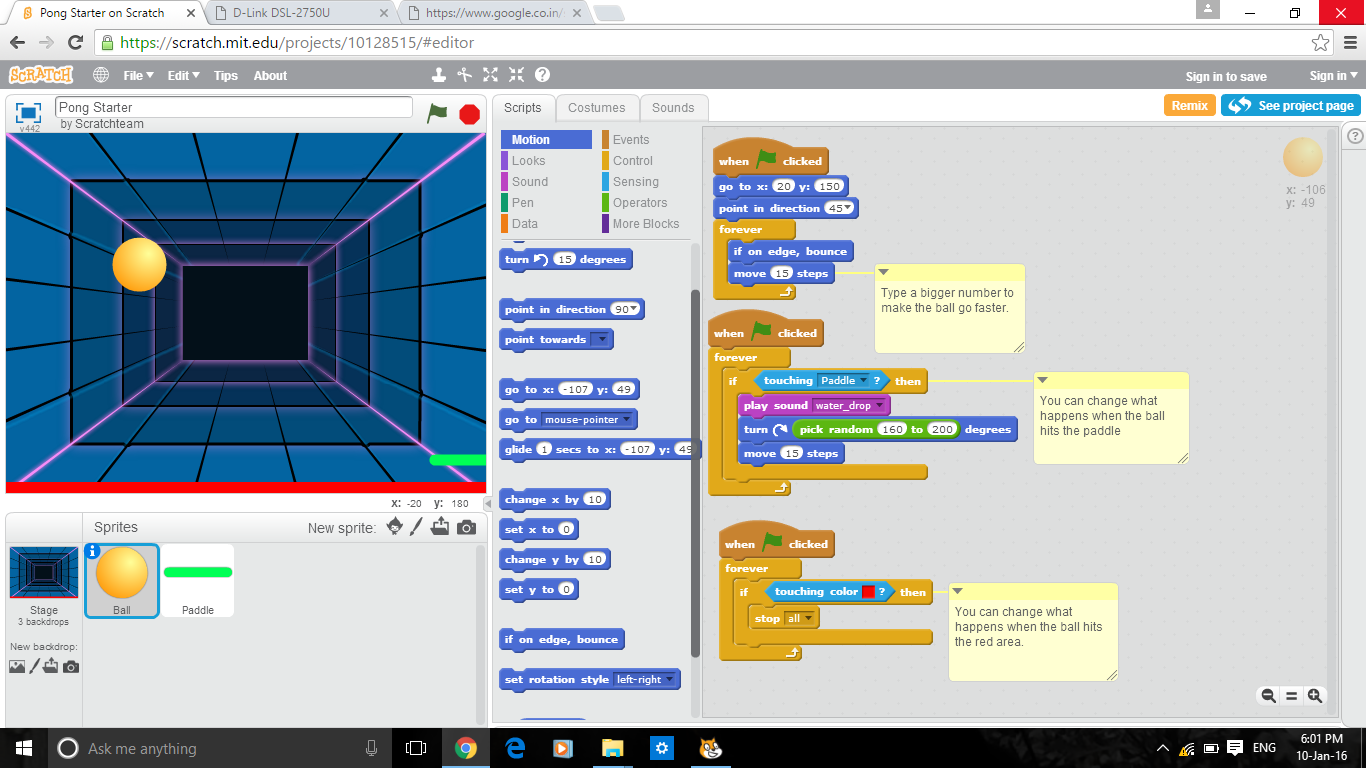 Pong Starter on Scratch
D-Link DSL-2750U
https://www.google.co.in/
https://scratch.mit.edu/projects/10128515/#editor
SCRATCH
File
Edit
Tips
About
Sign in to save
Sign in
Pong Starter
by Scratchteam
v442
Scripts
Costumes
Sounds
Remix
See project page
Motion
Looks
Sound
Pen
Data
Events
Control
Sensing
Operators
More Blocks
turn 15 degrees
point in direction 90
point towards
go to x: -107 y: 49
go to mouse-pointer
glide 1 secs to x: -107 y: 49
change x by 10
set x to 0
change y by 10
set y to 0
if on edge, bounce
set rotation style left-right
when clicked
go to x: 20 y: 150
point in direction 45
forever
if on edge, bounce
move 15 steps
Type a bigger number to
make the ball go faster.
when clicked
forever
if touching Paddle ? then
play sound water_drop
turn pick random 160 to 200 degrees
move 15 steps
You can change what
happens when the ball
hits the paddle
when clicked
forever
if touching color ? then
stop all
You can change what
happens when the ball hits
the red area.
x: -106
y: 49
x: -20 y: 180
Sprites
New sprite:
Stage
3 backdrops
New backdrop:
Ball
Paddle
Ask me anything
ENG
6:01 PM
10-Jan-16